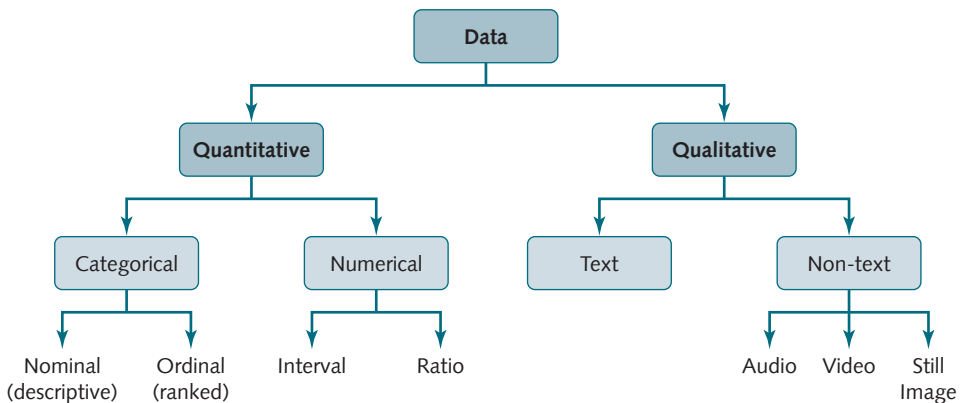 Data
Quantitative
Qualitative
Categorical
Numerical
Text
Non-text
Nominal
(descriptive)
Ordinal
(ranked)
Interval
Ratio
Audio
Video
Still
Image